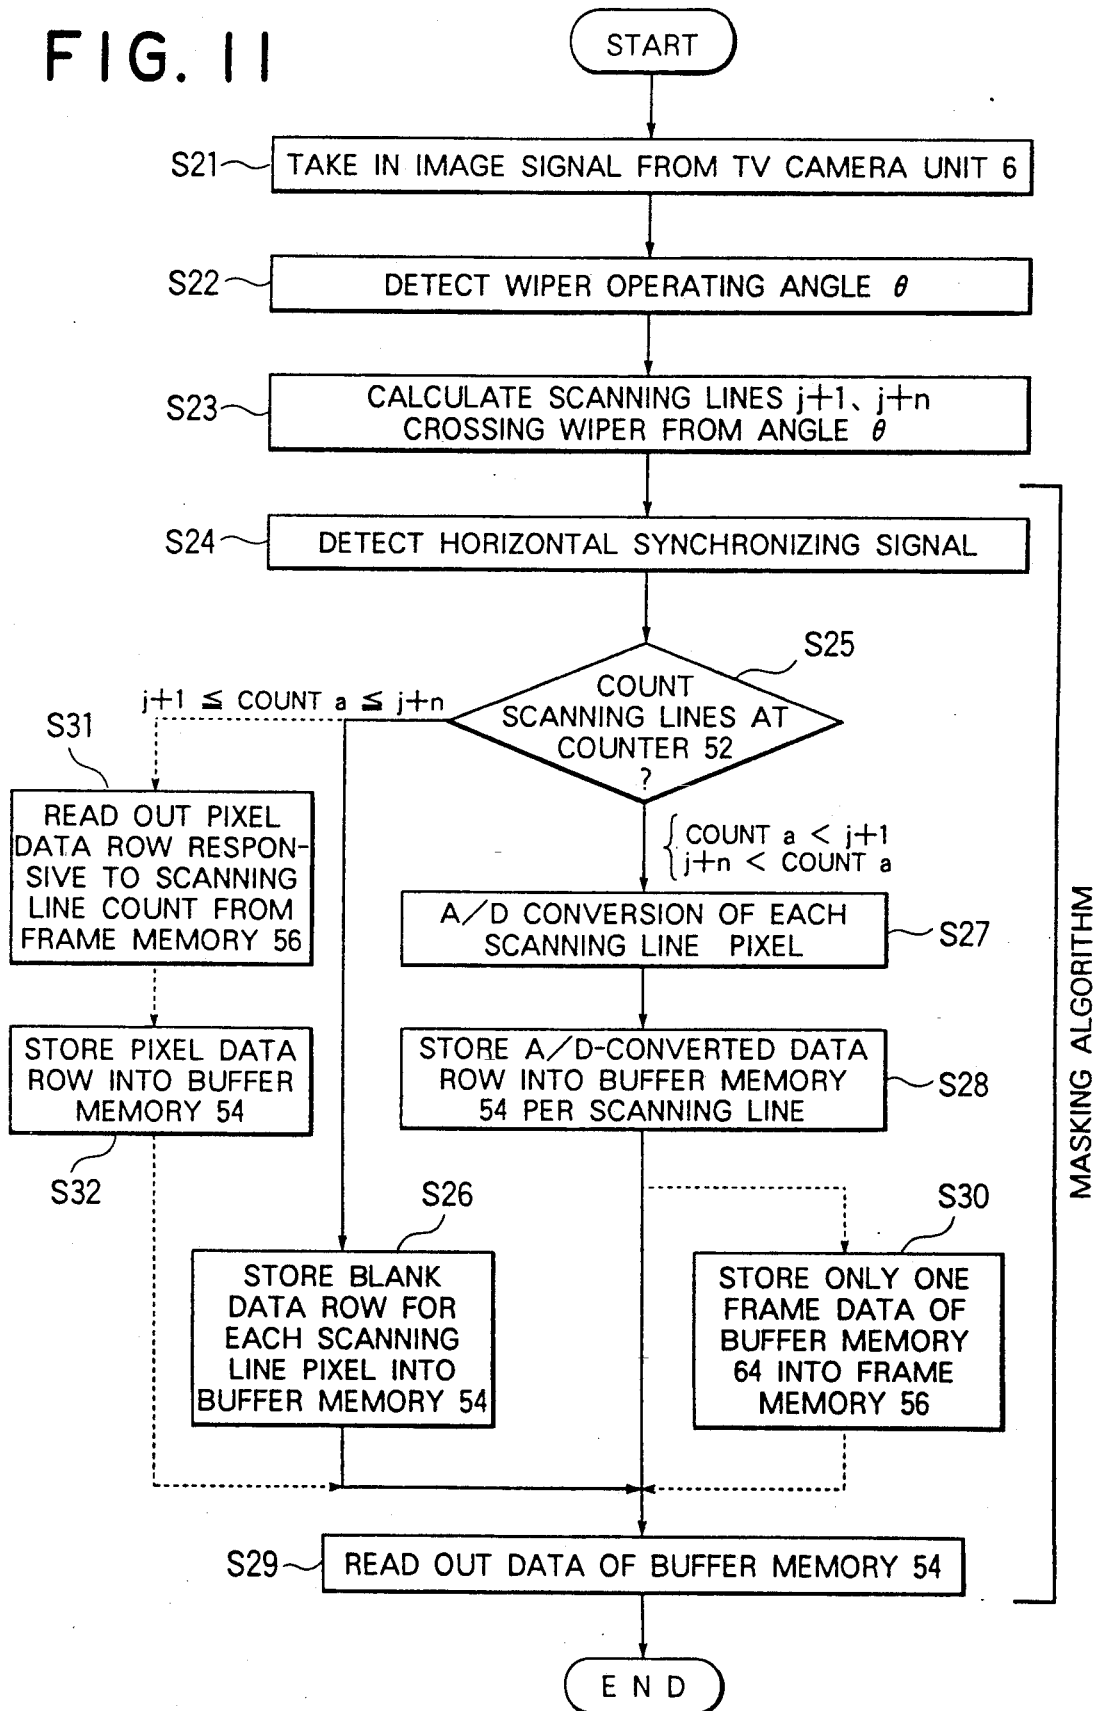 FIG. 11
START
S21
TAKE IN IMAGE SIGNAL FROM TV CAMERA UNIT 6
S22
DETECT WIPER OPERATING ANGLE θ
S23
CALCULATE SCANNING LINES j+1、j+n
CROSSING WIPER FROM ANGLE θ
S24
DETECT HORIZONTAL SYNCHRONIZING SIGNAL
S25
COUNT
SCANNING LINES AT
COUNTER 52
?
j+1 ≦ COUNT a ≦ j+n
S31
READ OUT PIXEL
DATA ROW RESPON-
SIVE TO SCANNING
LINE COUNT FROM
FRAME MEMORY 56
COUNT a < j+1
j+n < COUNT a
A/D CONVERSION OF EACH
SCANNING LINE PIXEL
S27
STORE PIXEL DATA
ROW INTO BUFFER
MEMORY 54
S32
STORE A/D-CONVERTED DATA
ROW INTO BUFFER MEMORY
54 PER SCANNING LINE
S28
S26
STORE BLANK
DATA ROW FOR
EACH SCANNING
LINE PIXEL INTO
BUFFER MEMORY 54
S30
STORE ONLY ONE
FRAME DATA OF
BUFFER MEMORY
64 INTO FRAME
MEMORY 56
S29
READ OUT DATA OF BUFFER MEMORY 54
END
MASKING ALGORITHM